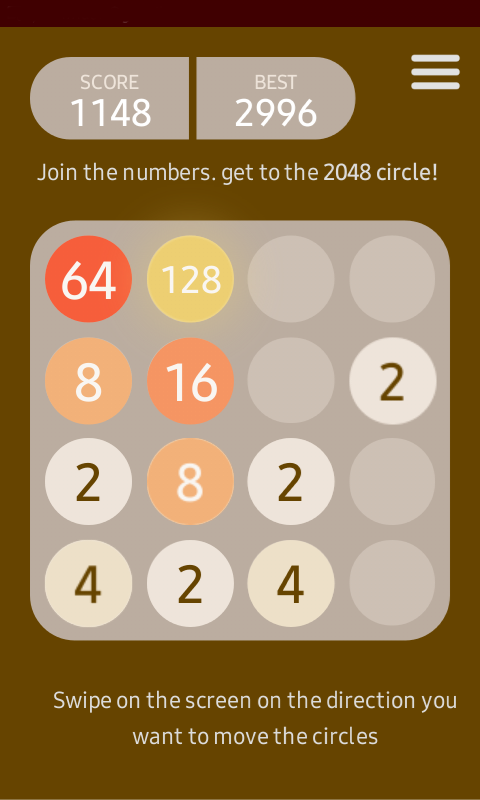 SCORE BEST
1148 2996
Join the numbers. get to the 2048 circle!
64 128
8 16 2
2 8 2
4 2 4
Swipe on the screen on the direction you
want to move the circles